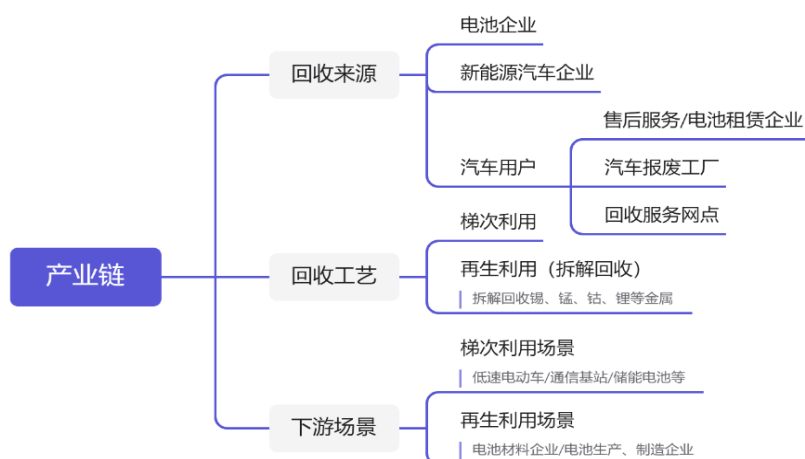 电池企业
回收来源
新能源汽车企业
售后服务/电池租赁企业
汽车用户
汽车报废工厂
回收服务网点
梯次利用
产业链
回收工艺
再生利用（拆解回收）
拆解回收锡、锰、钴、锂等金属
梯次利用场景
低速电动车/通信基站/储能电池等
下游场景
再生利用场景
电池材料企业/电池生产、制造企业